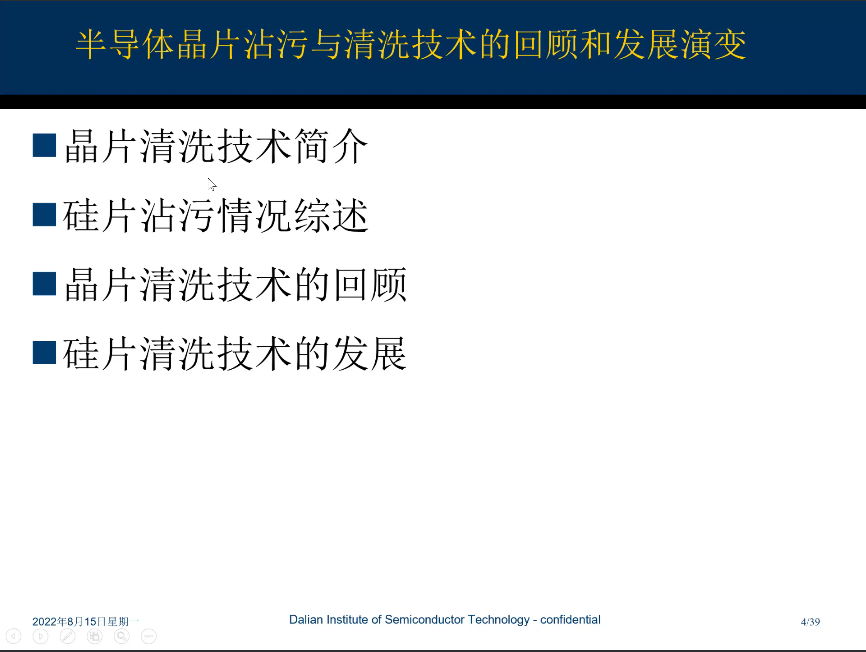 半导体晶片沾污与清洗技术的回顾和发展演变
晶片清洗技术简介
硅片沾污情况综述
晶片清洗技术的回顾
硅片清洗技术的发展
2022年8月15日星期一
Dalian Institute of Semiconductor Technology - confidential
4/39